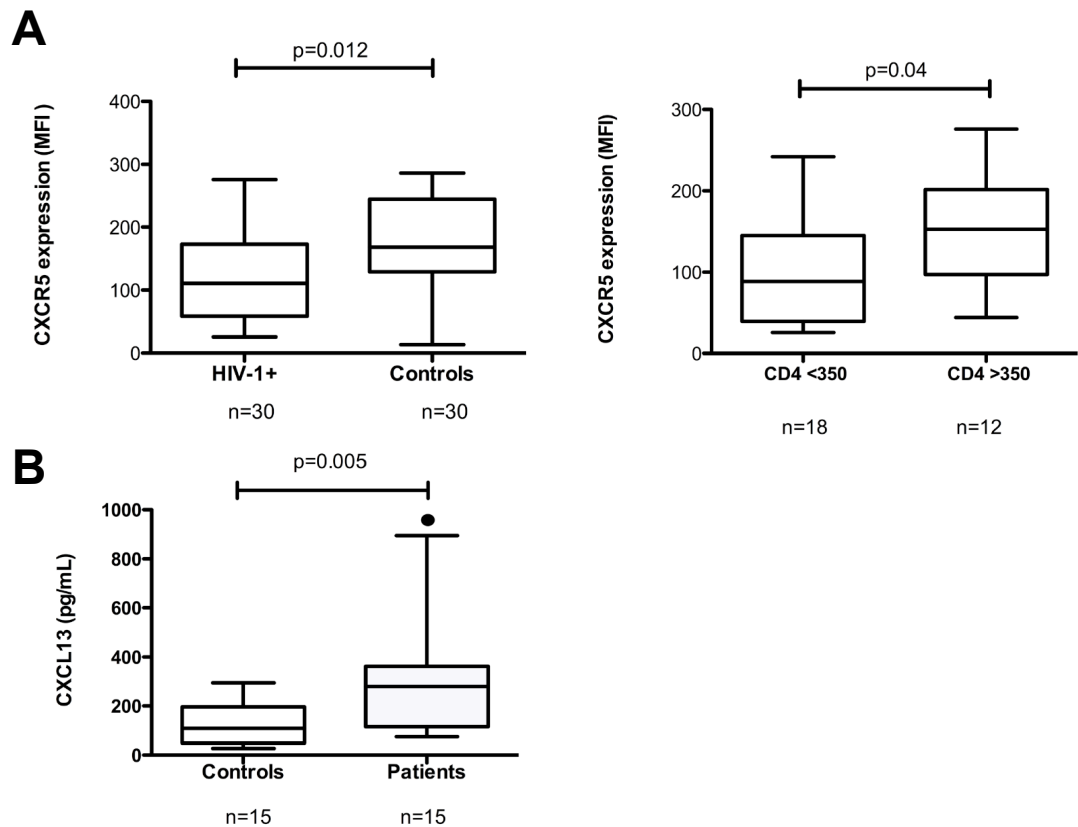 A
p=0.012
CXCR5 expression (MFI )
400
300
200
100
0
HIV-1+ Controls
n=30 n=30
p=0.04
CXCR5 expression (MFI)
300
200
100
0
CD4 <350 CD4 >350
n=18 n=12
B
p=0.005
CXCL13 (pg/mL)
1000
800
600
400
200
0
Controls Patients
n=15 n=15